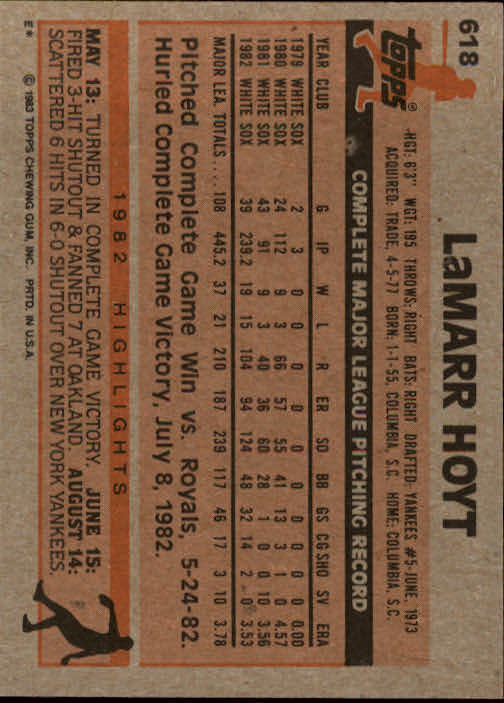 618
topps®
LaMARR HOYT
HGT: 6'3" WGT: 195 THROWS: RIGHT BATS: RIGHT DRAFTED: YANKEES #5-JUNE, 1973
ACQUIRED: TRADE, 4-5-77 BORN: 1-1-55, COLUMBIA, S.C. HOME: COLUMBIA, S.C.
COMPLETE MAJOR LEAGUE PITCHING RECORD
YEAR CLUB G IP W L R ER SO BB GS CG SHO SV ERA
1979 WHITE SOX 2 3 0 0 0 0 0 0 0 0 0 0 0.00
1980 WHITE SOX 24 112 9 3 66 57 55 41 13 3 1 0 4.57
1981 WHITE SOX 43 91 9 3 40 36 60 28 1 0 0 10 3.56
1982 WHITE SOX 39 239.2 19 15 104 94 124 48 32 14 2 0 3.53
MAJOR LEA. TOTALS .... 108 445.2 37 21 210 187 239 117 46 17 3 10 3.78
Pitched Complete Game Win vs. Royals, 5-24-82.
Hurled Complete Game Victory, July 8, 1982.
1982 HIGHLIGHTS
MAY 13: TURNED IN COMPLETE GAME VICTORY. JUNE 15:
FIRED 3-HIT SHUTOUT & FANNED 7 AT OAKLAND. AUGUST 14:
SCATTERED 6 HITS IN 6-0 SHUTOUT OVER NEW YORK YANKEES.
E* © 1983 TOPPS CHEWING GUM, INC. PRTD. IN U.S.A.